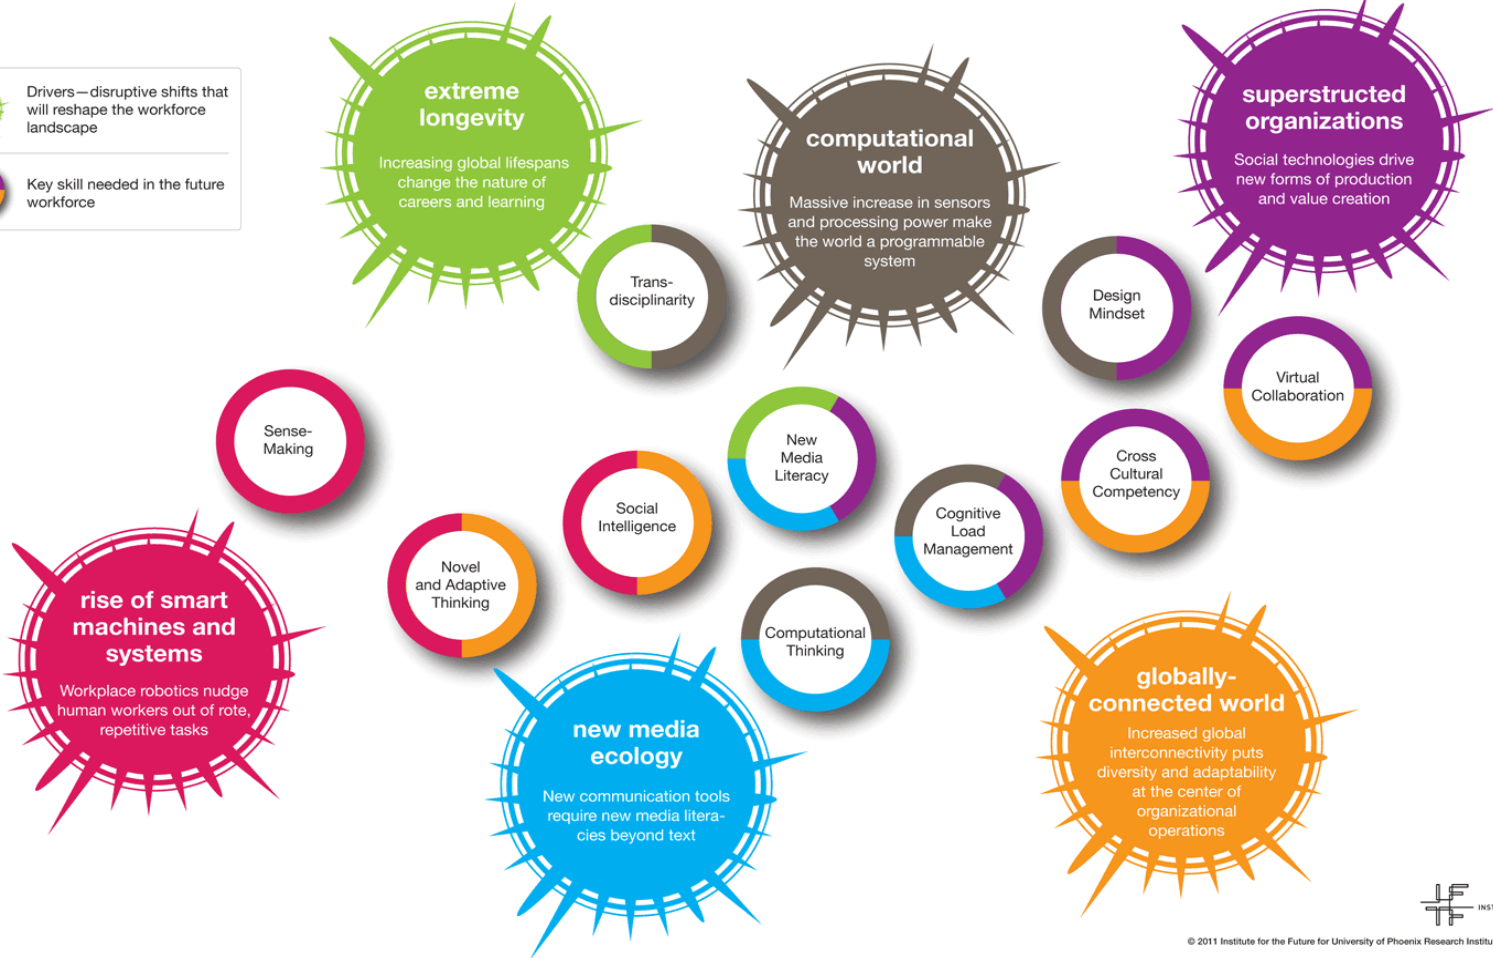 Drivers—disruptive shifts that
will reshape the workforce
landscape
Key skill needed in the future
workforce
extreme
longevity
Increasing global lifespans
change the nature of
careers and learning
computational
world
Massive increase in sensors
and processing power make
the world a programmable
system
superstructed
organizations
Social technologies drive
new forms of production
and value creation
Trans-
disciplinarity
Design
Mindset
Virtual
Collaboration
Sense-
Making
New
Media
Literacy
Cross
Cultural
Competency
Social
Intelligence
Cognitive
Load
Management
Novel
and Adaptive
Thinking
Computational
Thinking
rise of smart
machines and
systems
Workplace robotics nudge
human workers out of rote,
repetitive tasks
new media
ecology
New communication tools
require new media litera-
cies beyond text
globally-
connected world
Increased global
interconnectivity puts
diversity and adaptability
at the center of
organizational
operations
INST
© 2011 Institute for the Future for University of Phoenix Research Institu